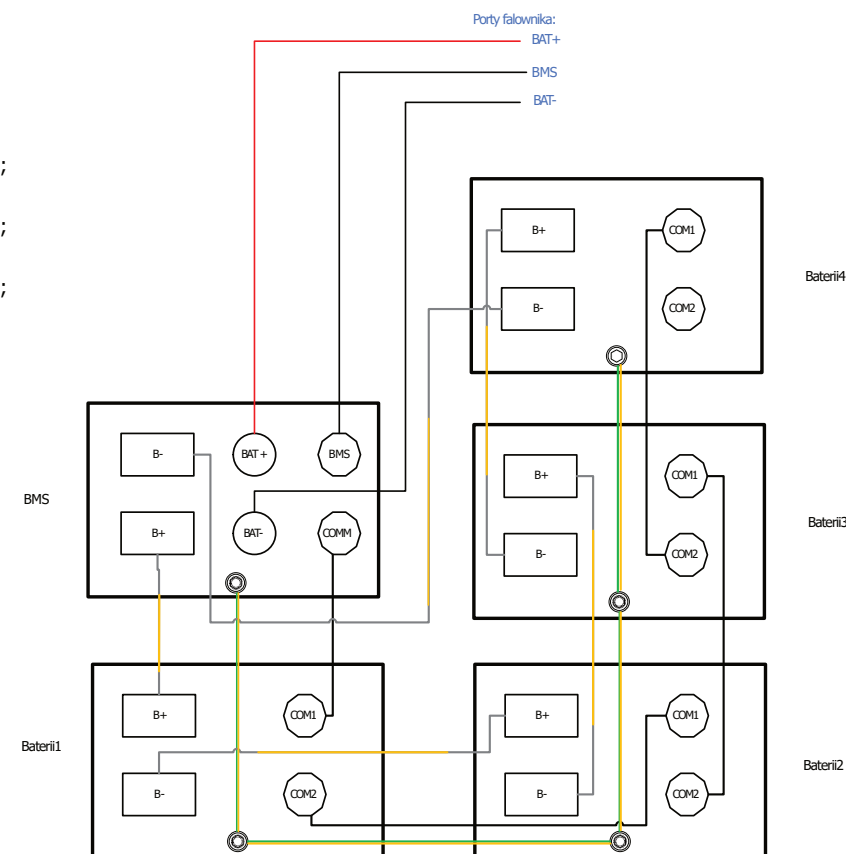 Porty falownika:
BAT+
BMS
BAT-
;
;
;
B+
COM1
Baterii4
B-
COM2
B-
BAT +
BMS
B+
COM1
BMS
Baterii3
B+
BAT-
COMM
B-
COM2
B+
COM1
B+
COM1
Baterii1
Baterii2
B-
COM2
B-
COM2